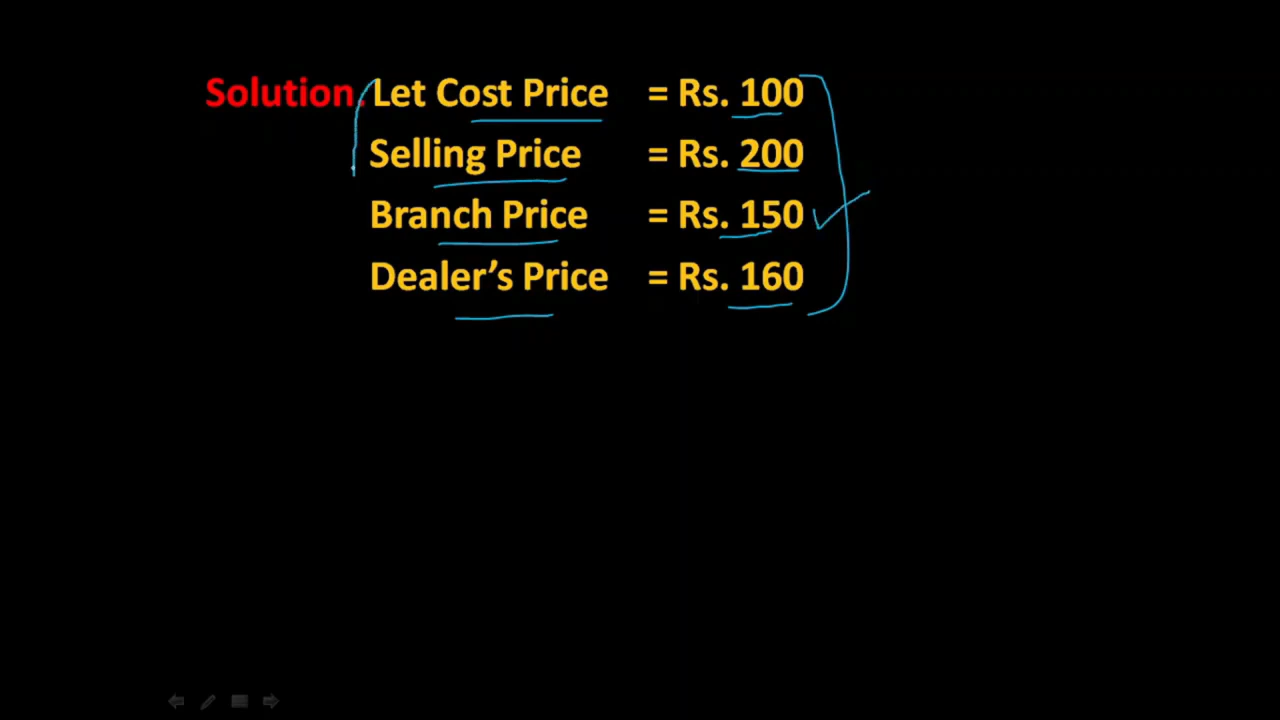 Solution. Let Cost Price = Rs. 100
Selling Price = Rs. 200
Branch Price = Rs. 150
Dealer’s Price = Rs. 160